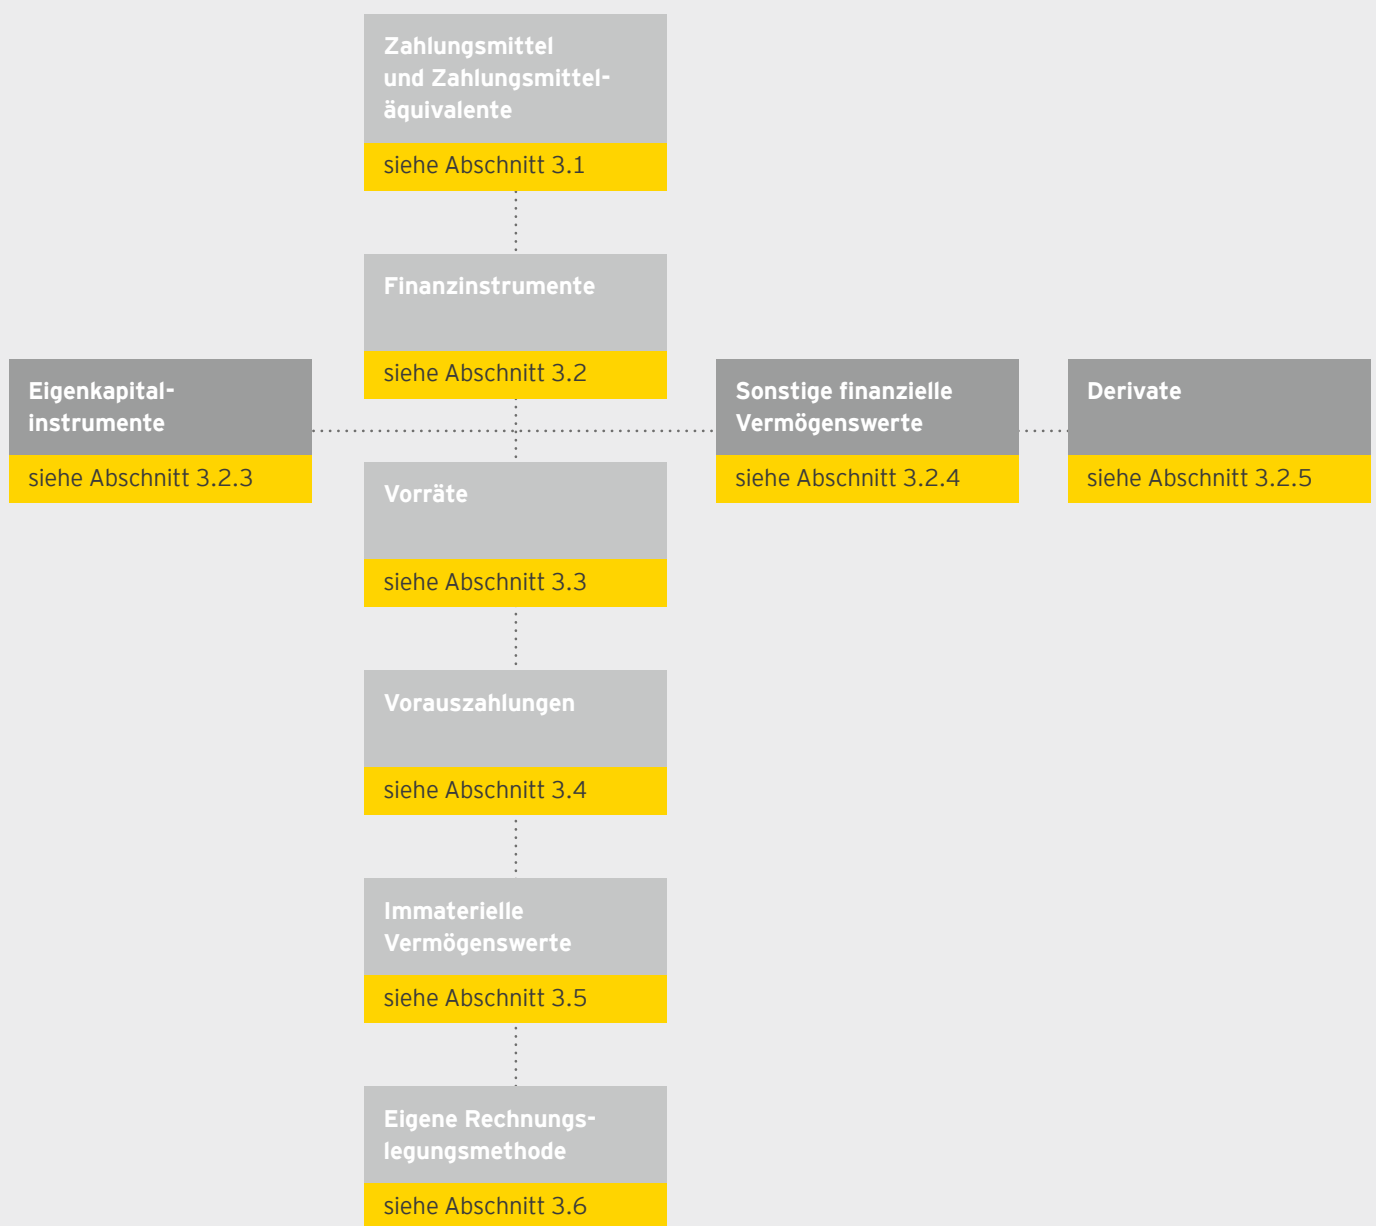 Zahlungsmittel
und Zahlungsmittel-
äquivalente
siehe Abschnitt 3.1
Finanzinstrumente
siehe Abschnitt 3.2
Eigenkapital-
instrumente
siehe Abschnitt 3.2.3
Sonstige finanzielle
Vermögenswerte
siehe Abschnitt 3.2.4
Derivate
siehe Abschnitt 3.2.5
Vorräte
siehe Abschnitt 3.3
Vorauszahlungen
siehe Abschnitt 3.4
Immaterielle
Vermögenswerte
siehe Abschnitt 3.5
Eigene Rechnungs-
legungsmethode
siehe Abschnitt 3.6